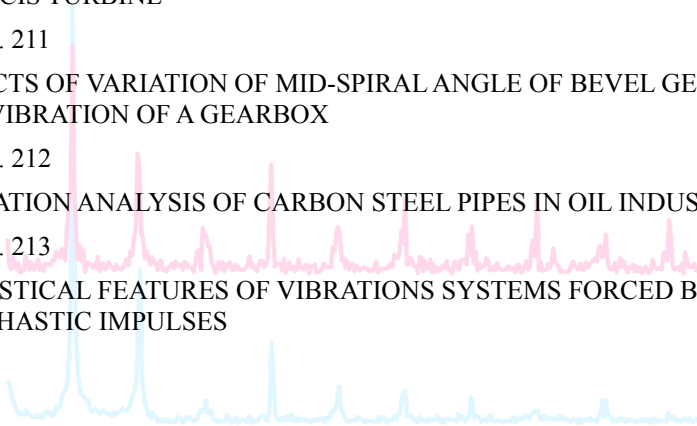 CIS TURBINE
. 211
CTS OF VARIATION OF MID-SPIRAL ANGLE OF BEVEL GE
VIBRATION OF A GEARBOX
. 212
ATION ANALYSIS OF CARBON STEEL PIPES IN OIL INDUS
. 213
STICAL FEATURES OF VIBRATIONS SYSTEMS FORCED B
HASTIC IMPULSES